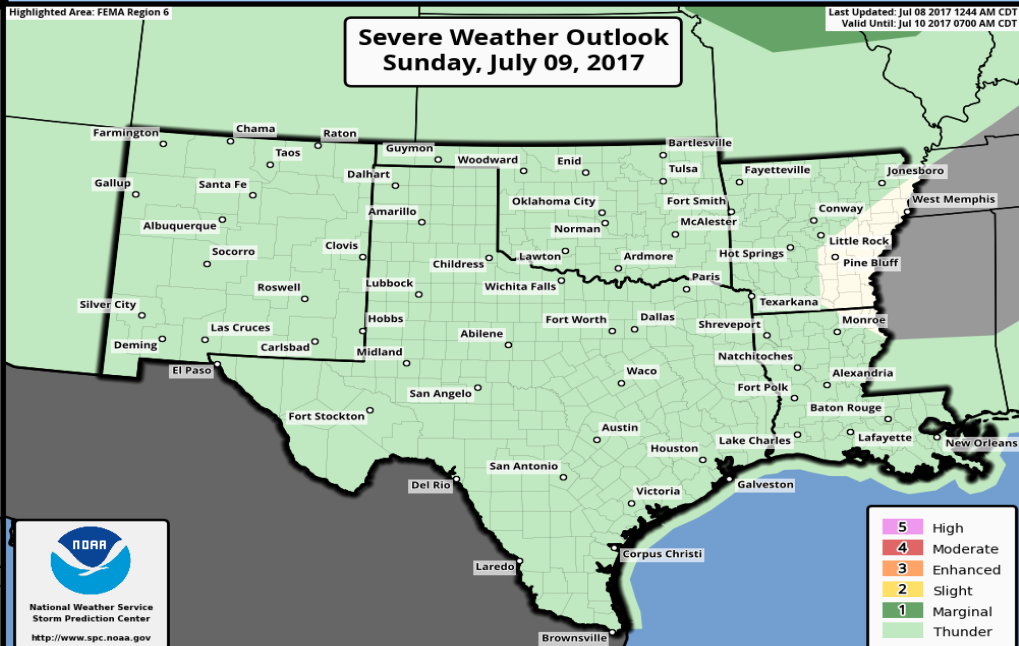 Highlighted Area: FEMA Region 6
Last Updated: Jul 08 2017 1244 AM CDT
Valid Until: Jul 10 2017 0700 AM CDT
Severe Weather Outlook
Sunday, July 09, 2017
Farmington
Chama
Raton
Taos
Guymon
Woodward
Enid
Bartlesville
Tulsa
Fayetteville
Jonesboro
Gallup
Santa Fe
Dalhart
Albuquerque
Amarillo
Oklahoma City
Fort Smith
West Memphis
Norman
McAlester
Conway
Socorro
Clovis
Childress
Lawton
Ardmore
Hot Springs
Little Rock
Pine Bluff
Roswell
Lubbock
Wichita Falls
Paris
Texarkana
Silver City
Hobbs
Las Cruces
Abilene
Fort Worth
Dallas
Shreveport
Monroe
Deming
Carlsbad
Midland
Natchitoches
El Paso
San Angelo
Waco
Fort Polk
Alexandria
Fort Stockton
Baton Rouge
Austin
Houston
Lake Charles
Lafayette
New Orleans
Del Rio
San Antonio
Galveston
Victoria
Corpus Christi
Laredo
Brownsville
NOAA
National Weather Service
Storm Prediction Center
http://www.spc.noaa.gov
5 High
4 Moderate
3 Enhanced
2 Slight
1 Marginal
Thunder